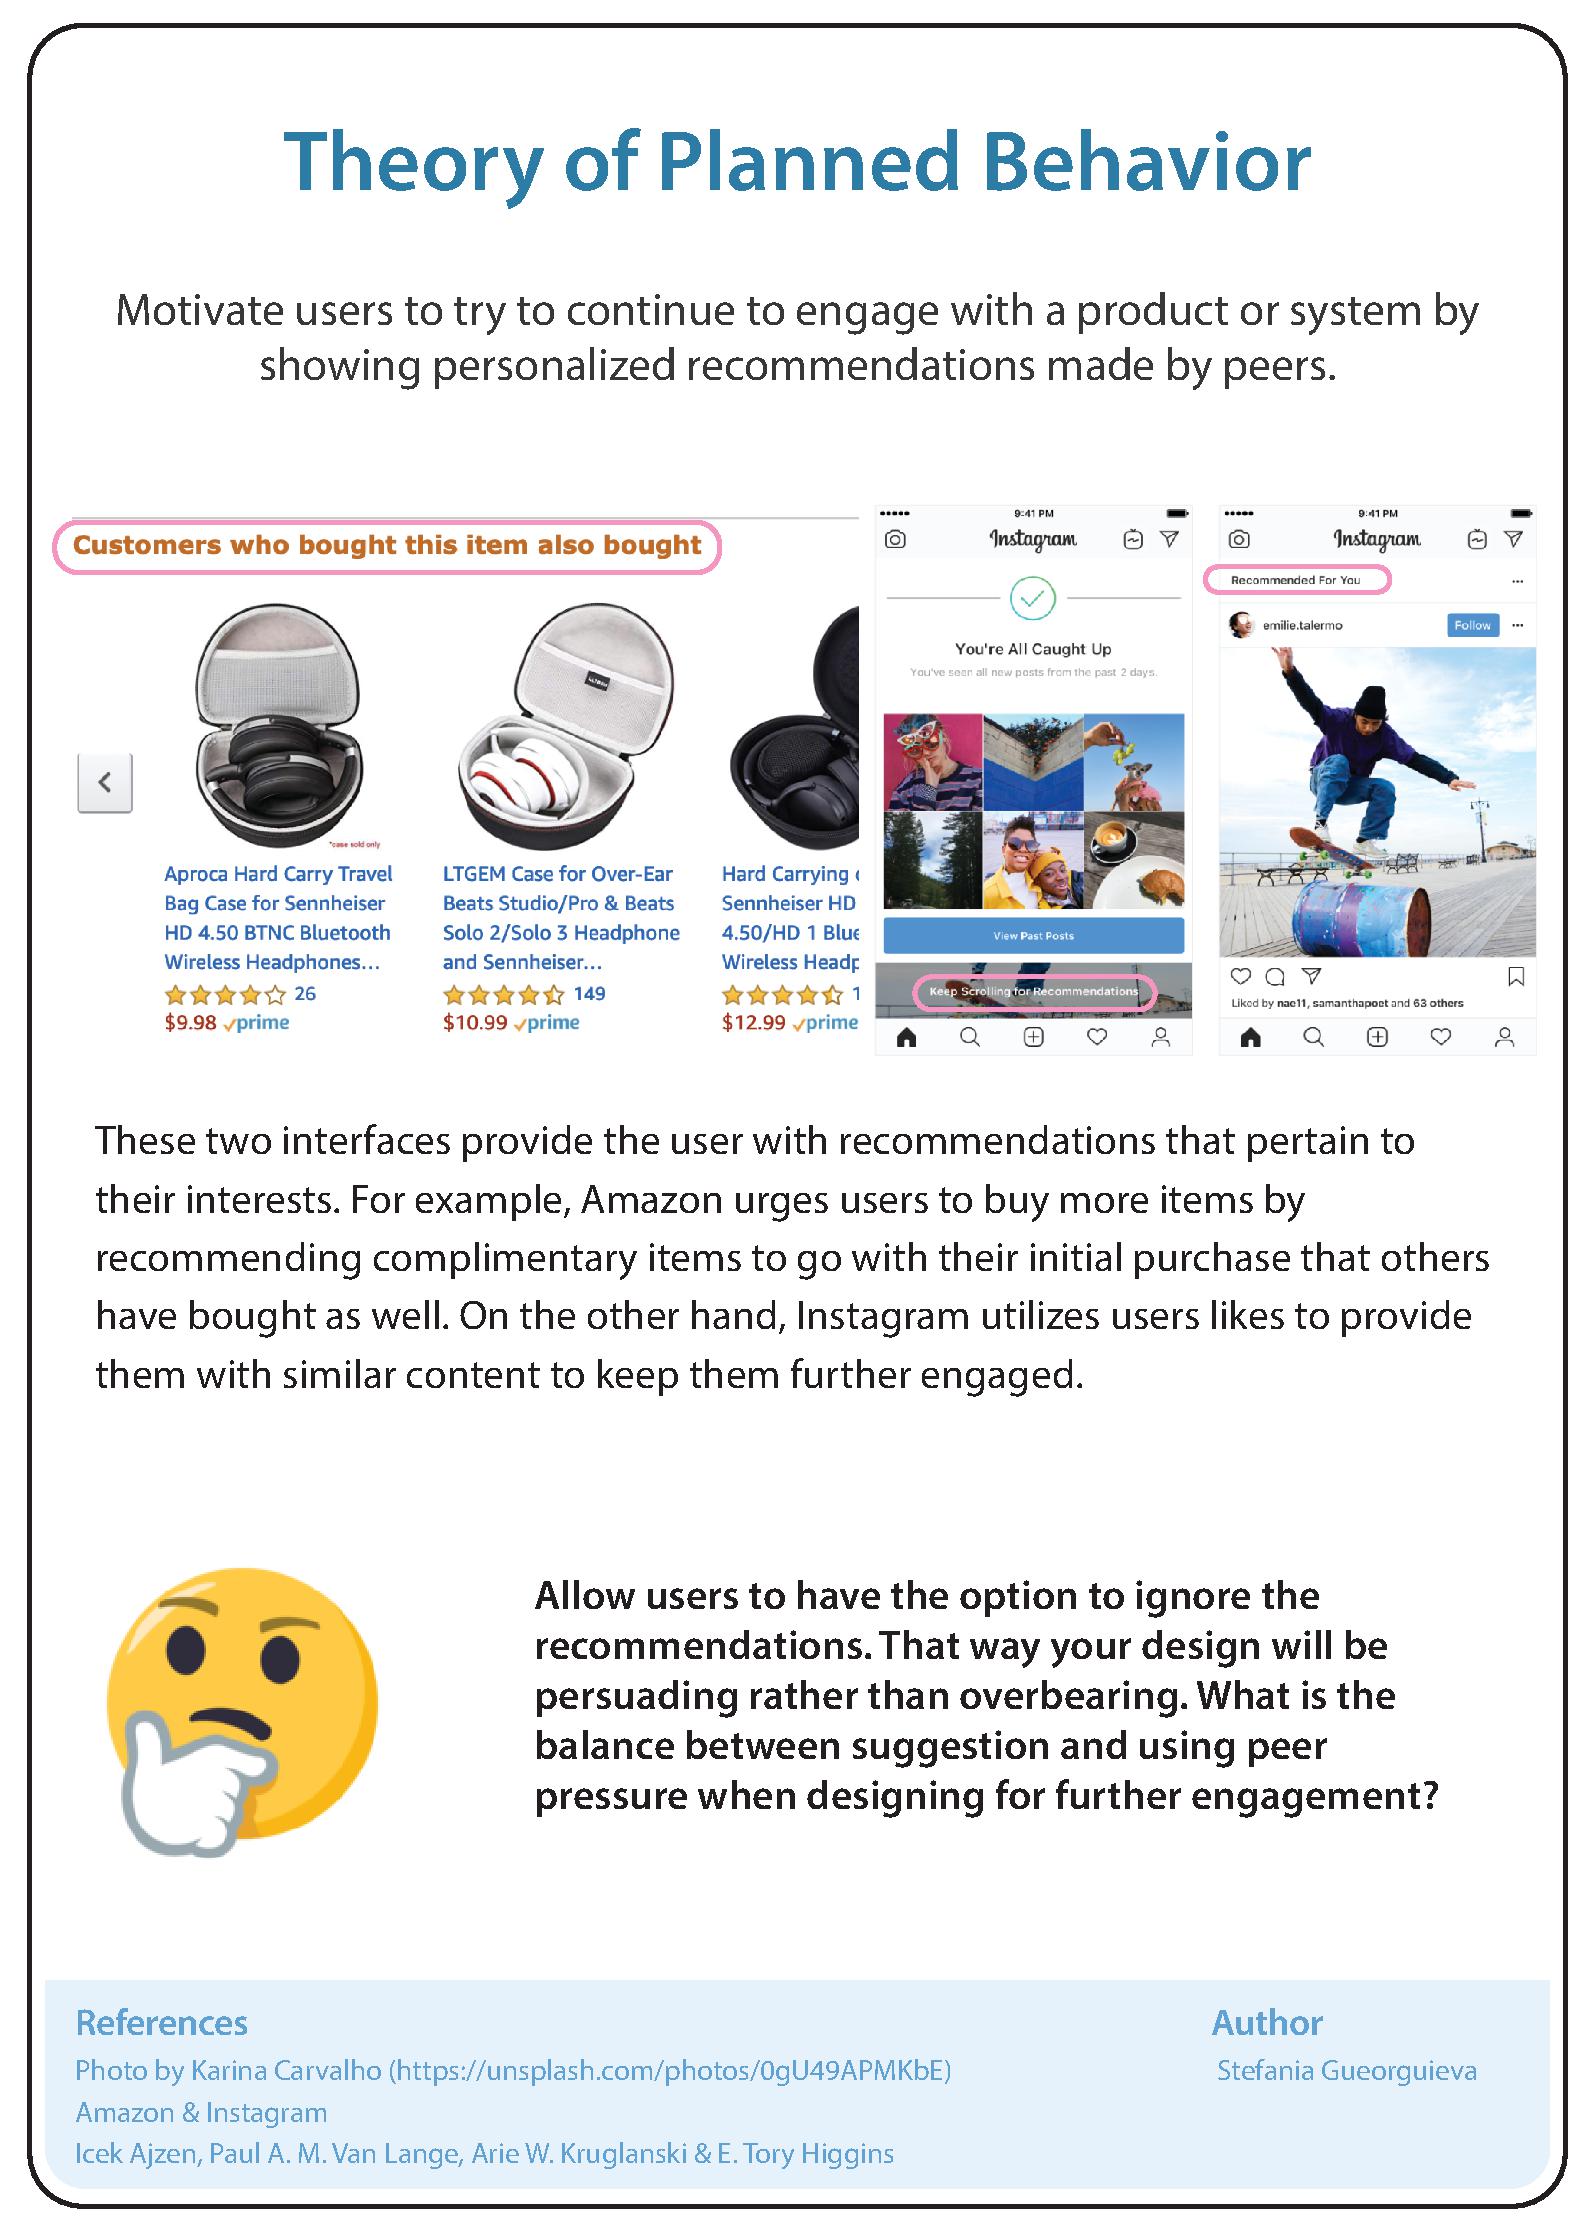 Theory of Planned Behavior
Motivate users to try to continue to engage with a product or system by
showing personalized recommendations made by peers.
Customers who bought this item also bought
*case sold only
LTGEM
Aproca Hard Carry Travel
Bag Case for Sennheiser
HD 4.50 BTNC Bluetooth
Wireless Headphones...
26
$9.98 prime
LTGEM Case for Over-Ear
Beats Studio/Pro & Beats
Solo 2/Solo 3 Headphone
and Sennheiser...
149
$10.99 prime
Hard Carrying
Sennheiser HD
4.50/HD 1 Blue
Wireless Headp
1
$12.99 prime
9:41 PM
Instagram
You're All Caught Up
You've seen all new posts from the past 2 days.
View Past Posts
Keep Scrolling for Recommendations
9:41 PM
Instagram
Recommended For You
emilie.talermo
Follow
Liked by nae11, samanthapoet and 63 others
These two interfaces provide the user with recommendations that pertain to
their interests. For example, Amazon urges users to buy more items by
recommending complimentary items to go with their initial purchase that others
have bought as well. On the other hand, Instagram utilizes users likes to provide
them with similar content to keep them further engaged.
Allow users to have the option to ignore the
recommendations. That way your design will be
persuading rather than overbearing. What is the
balance between suggestion and using peer
pressure when designing for further engagement?
References
Photo by Karina Carvalho (https://unsplash.com/photos/0gU49APMKbE)
Amazon & Instagram
Icek Ajzen, Paul A. M. Van Lange, Arie W. Kruglanski & E. Tory Higgins
Author
Stefania Gueorguieva